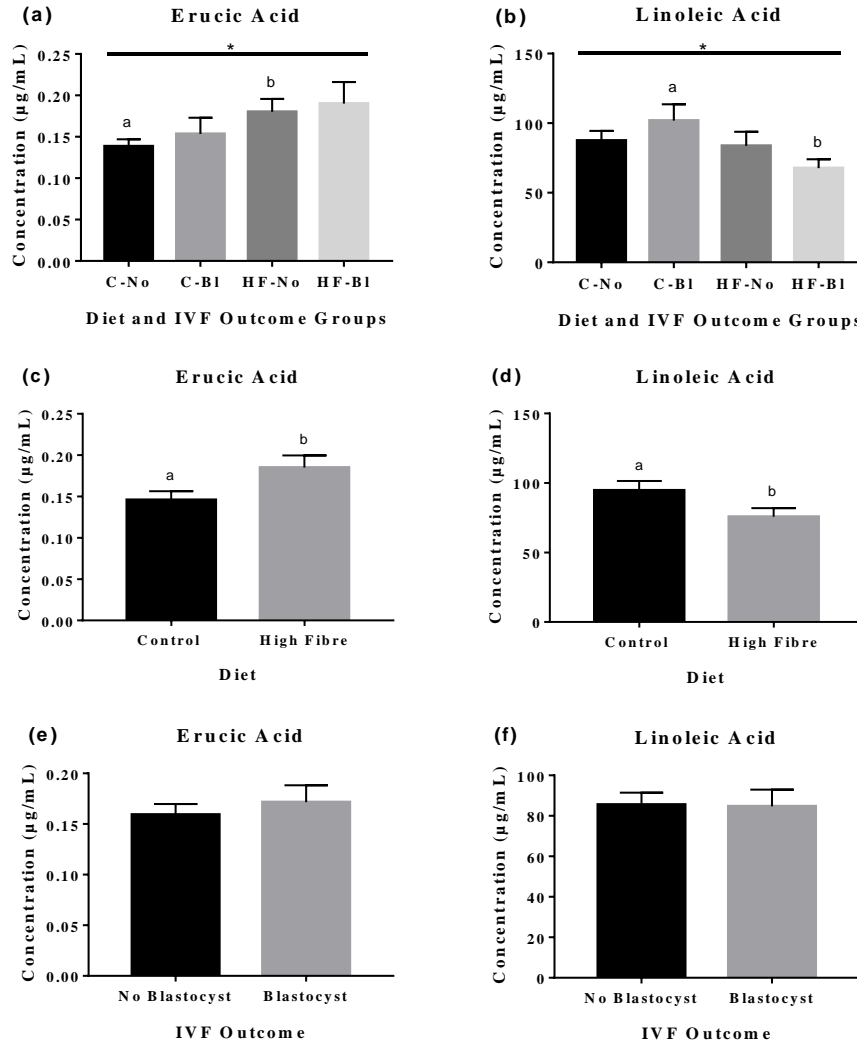 (a)
Erucic Acid
Concentration (µg/mL)
0.25
0.20
0.15
0.10
0.05
0.00
*
a
b
C-No C-Bl HF-No HF-Bl
Diet and IVF Outcome Groups
(b)
Linoleic Acid
Concentration (µg/mL)
150
100
50
0
*
a
b
C-No C-Bl HF-No HF-Bl
Diet and IVF Outcome Groups
(c)
Erucic Acid
Concentration (µg/mL)
0.25
0.20
0.15
0.10
0.05
0.00
a
b
Control High Fibre
Diet
(d)
Linoleic Acid
Concentration (µg/mL)
150
100
50
0
a
b
Control High Fibre
Diet
(e)
Erucic Acid
Concentration (µg/mL)
0.20
0.15
0.10
0.05
0.00
No Blastocyst Blastocyst
IVF Outcome
(f)
Linoleic Acid
Concentration (µg/mL)
100
80
60
40
20
0
No Blastocyst Blastocyst
IVF Outcome